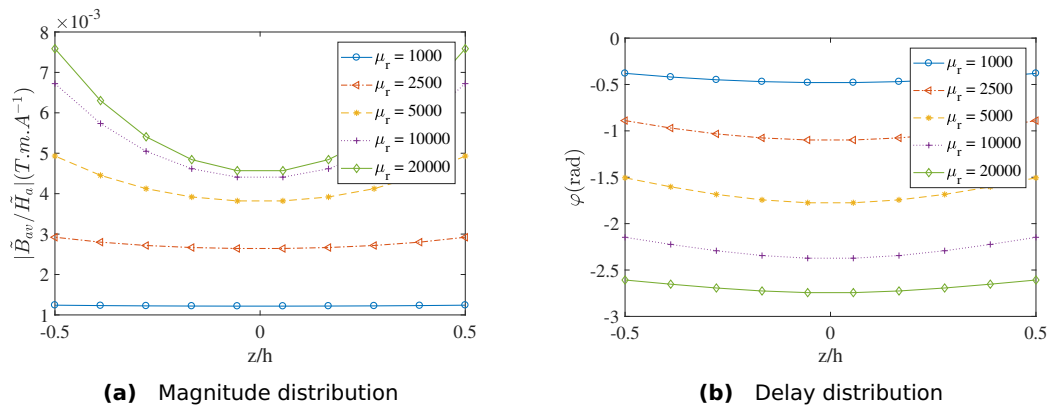 ×10⁻³
8
7
6
5
4
3
2
1
-0.5
0
0.5
z/h
|B̃av/H̃a|(T.m.A⁻¹)
μr = 1000
μr = 2500
μr = 5000
μr = 10000
μr = 20000
(a) Magnitude distribution
0
-0.5
-1
-1.5
-2
-2.5
-3
-0.5
0
0.5
z/h
φ(rad)
μr = 1000
μr = 2500
μr = 5000
μr = 10000
μr = 20000
(b) Delay distribution